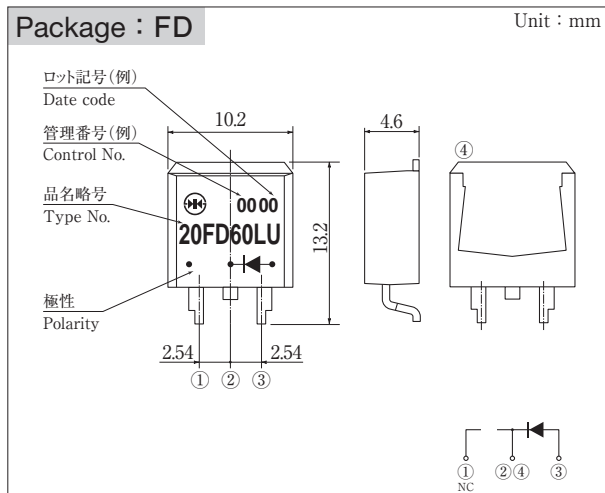 Package：FD
Unit：mm
ロット記号(例)
Date code
管理番号(例)
Control No.
品名略号
Type No.
極性
Polarity
10.2
0000
20FD60LU
13.2
2.54
2.54
①
②
③
4.6
④
①
②④
③
NC